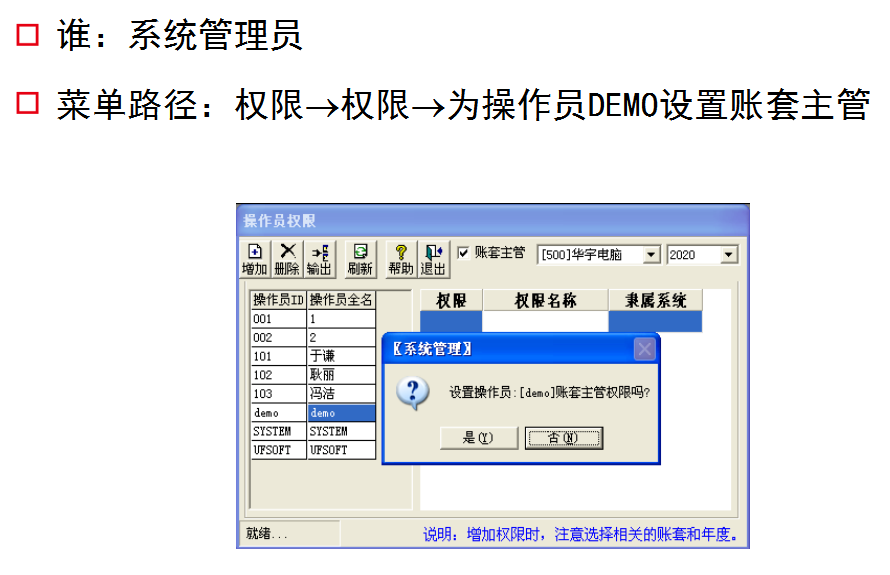 谁：系统管理员
菜单路径：权限→权限→为操作员DEMO设置账套主管
操作员权限
增加 删除 输出 刷新 帮助 退出 账套主管 [500]华宇电脑 2020
操作员ID 操作员全名 权限 权限名称 隶属系统
001 1
002 2
101 于谦
102 耿丽
103 冯洁
demo demo
SYSTEM SYSTEM
UFSOFT UFSOFT
〖系统管理〗
设置操作员:[demo]账套主管权限吗?
是(Y) 否(N)
就绪... 说明：增加权限时，注意选择相关的账套和年度。